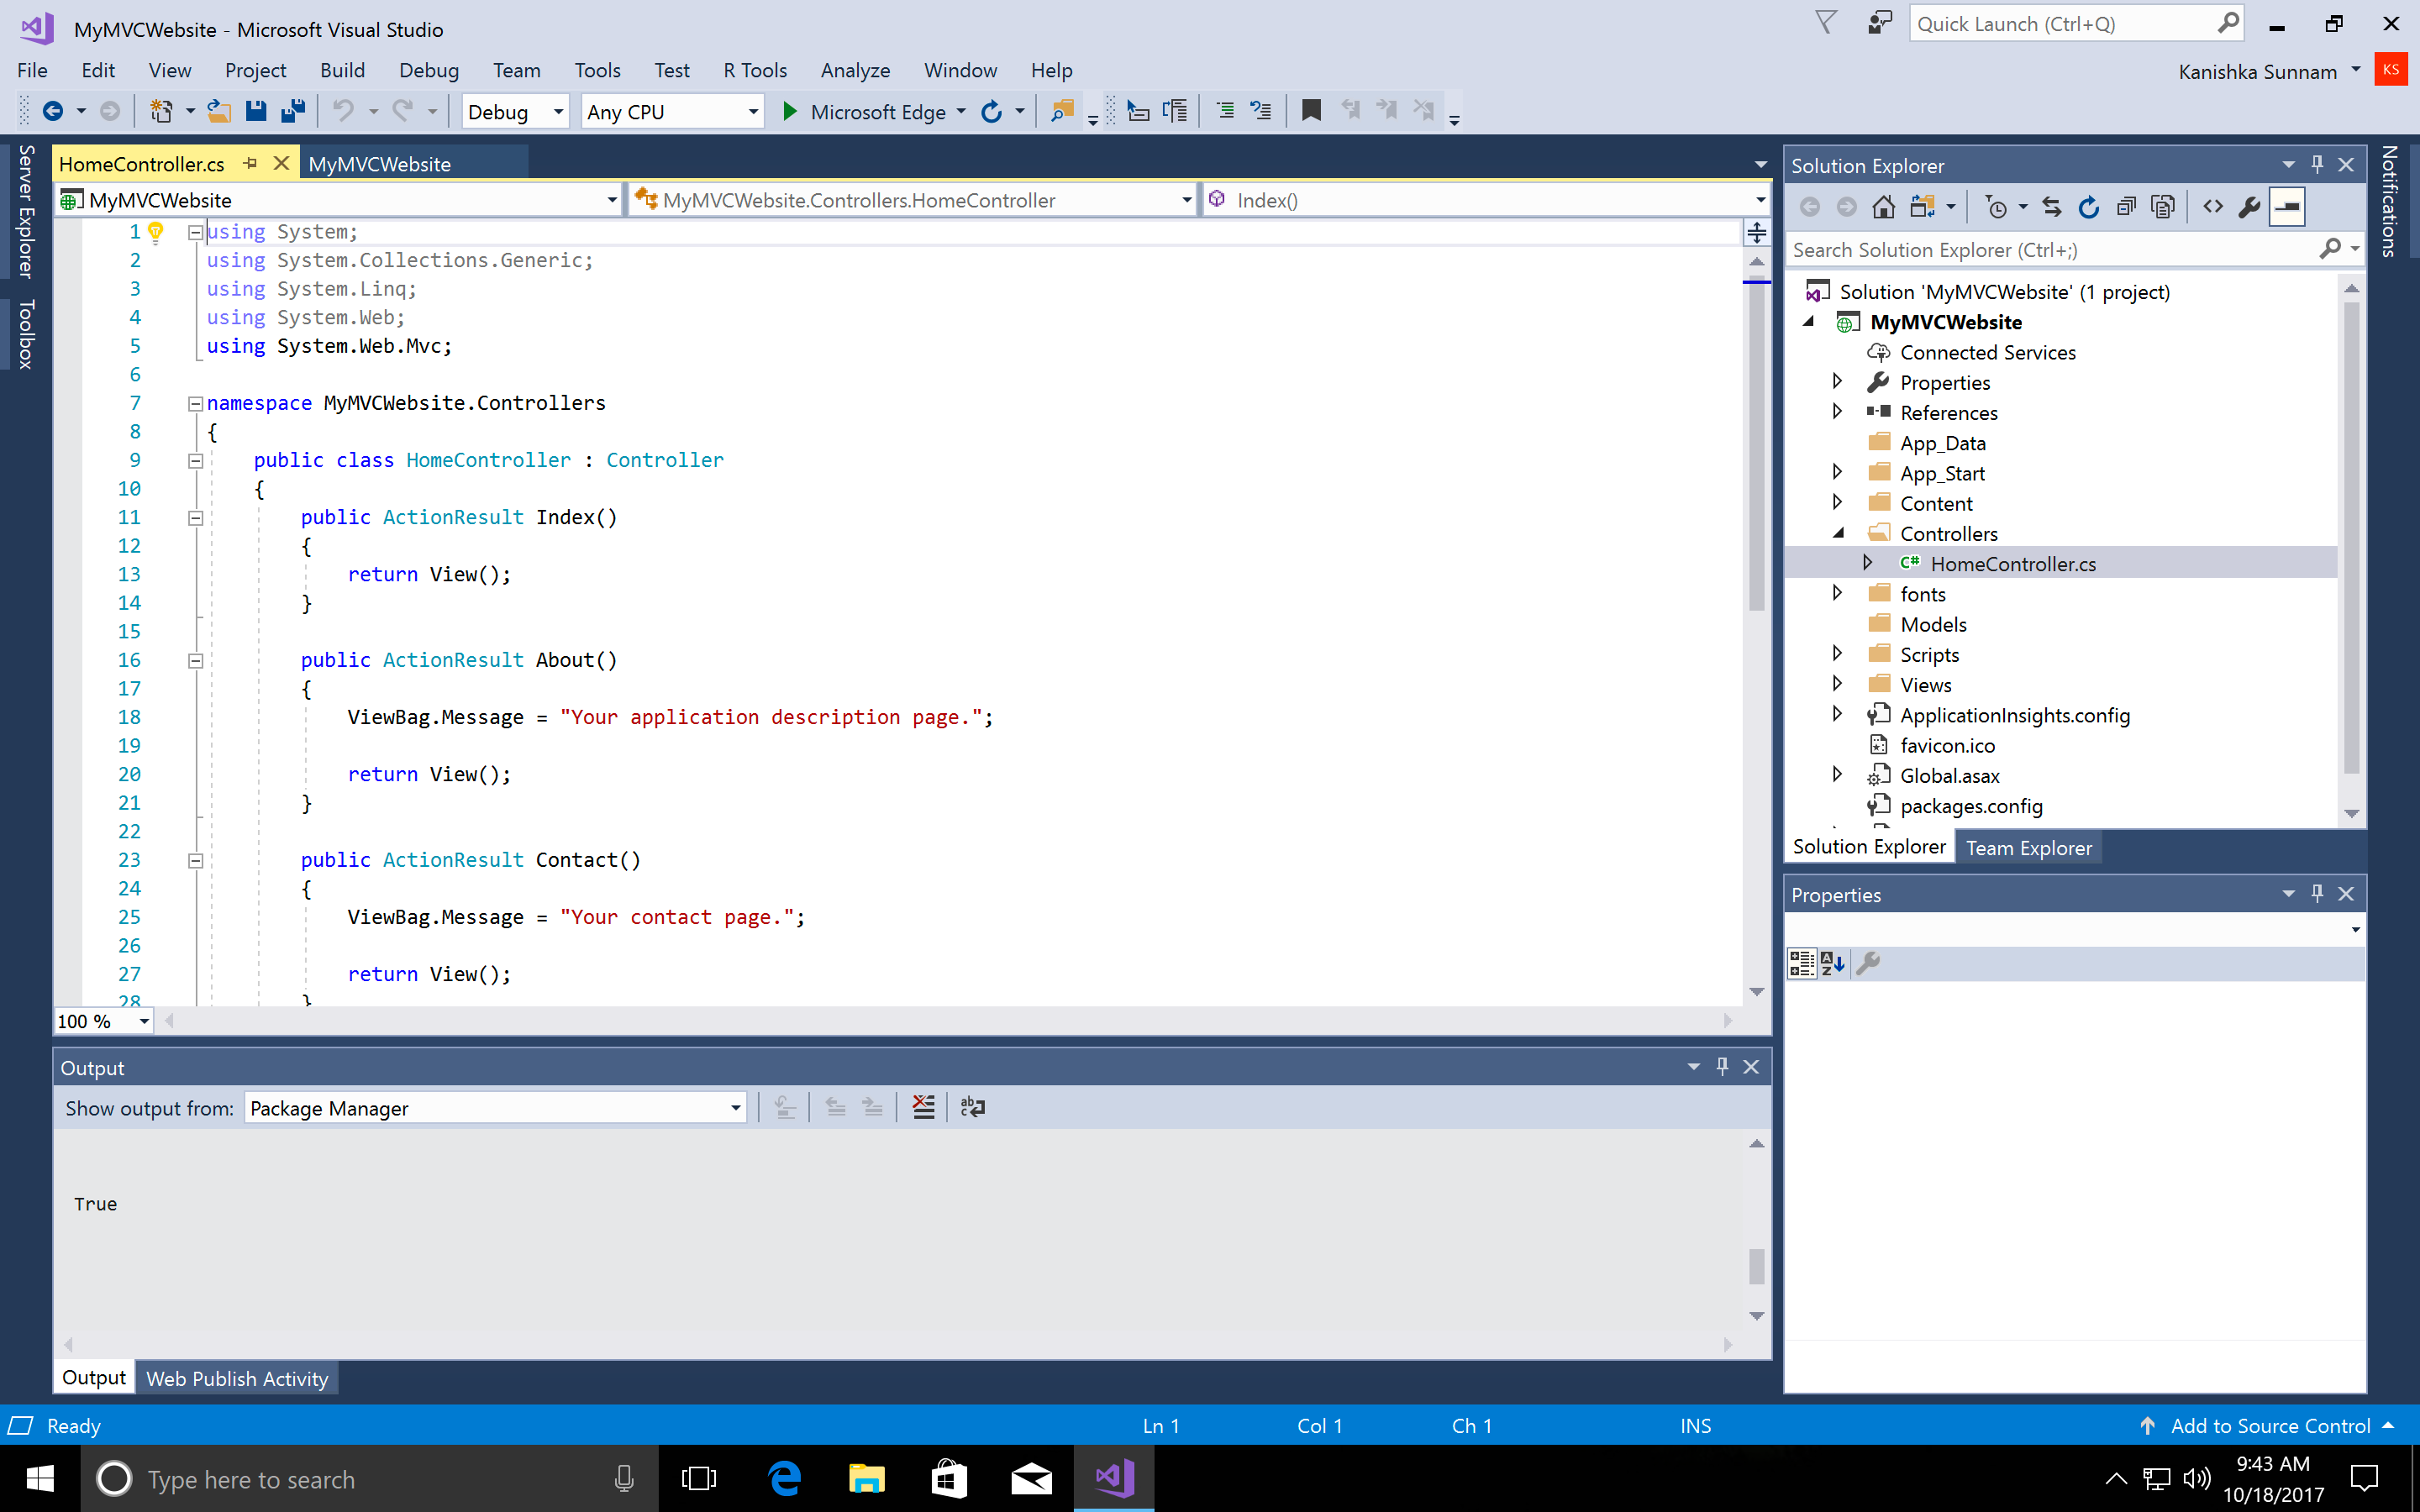 MyMVCWebsite - Microsoft Visual Studio
Quick Launch (Ctrl+Q)
File Edit View Project Build Debug Team Tools Test R Tools Analyze Window Help
Kanishka Sunnam KS
Debug Any CPU Microsoft Edge
Server Explorer
Toolbox
HomeController.cs MyMVCWebsite
MyMVCWebsite MyMVCWebsite.Controllers.HomeController Index()
1 using System;
2 using System.Collections.Generic;
3 using System.Linq;
4 using System.Web;
5 using System.Web.Mvc;
6
7 namespace MyMVCWebsite.Controllers
8 {
9 public class HomeController : Controller
10 {
11 public ActionResult Index()
12 {
13 return View();
14 }
15
16 public ActionResult About()
17 {
18 ViewBag.Message = "Your application description page.";
19
20 return View();
21 }
22
23 public ActionResult Contact()
24 {
25 ViewBag.Message = "Your contact page.";
26
27 return View();
28 }
100 %
Output
Show output from: Package Manager
True
Output Web Publish Activity
Solution Explorer
Search Solution Explorer (Ctrl+;)
Solution 'MyMVCWebsite' (1 project)
MyMVCWebsite
Connected Services
Properties
References
App_Data
App_Start
Content
Controllers
C# HomeController.cs
fonts
Models
Scripts
Views
ApplicationInsights.config
favicon.ico
Global.asax
packages.config
Solution Explorer Team Explorer
Properties
Notifications
Ready Ln 1 Col 1 Ch 1 INS Add to Source Control
Type here to search
9:43 AM
10/18/2017